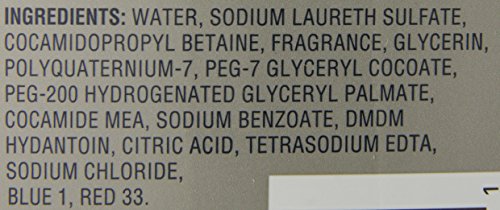 INGREDIENTS: WATER, SODIUM LAURETH SULFATE,
COCAMIDOPROPYL BETAINE, FRAGRANCE, GLYCERIN,
POLYQUATERNIUM-7, PEG-7 GLYCERYL COCOATE,
PEG-200 HYDROGENATED GLYCERYL PALMATE,
COCAMIDE MEA, SODIUM BENZOATE, DMDM
HYDANTOIN, CITRIC ACID, TETRASODIUM EDTA,
SODIUM CHLORIDE,
BLUE 1, RED 33.
1